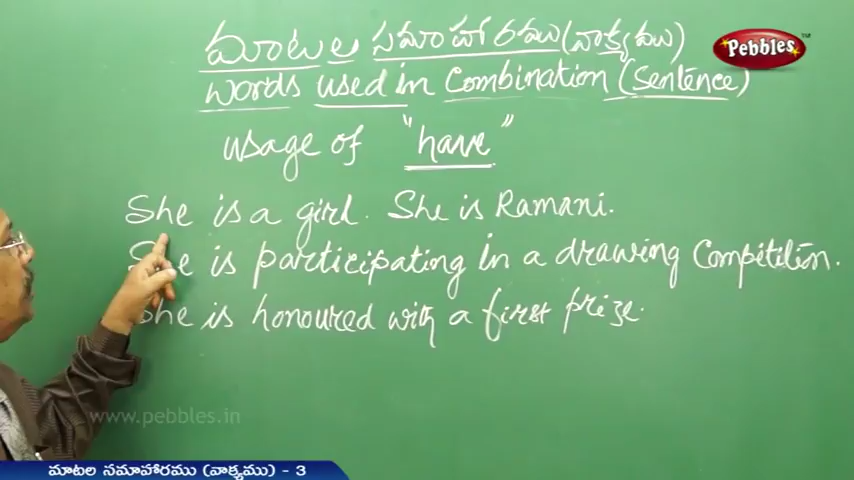 మాటల సమాహారము (వాక్యము)
Pebbles TM
words used in Combination (Sentence)
usage of "have"
She is a girl. She is Ramani.
She is participating in a drawing Compitition.
She is honoured with a first prize.
www.pebbles.in
మాటల సమాహారము (వాక్యము) - 3